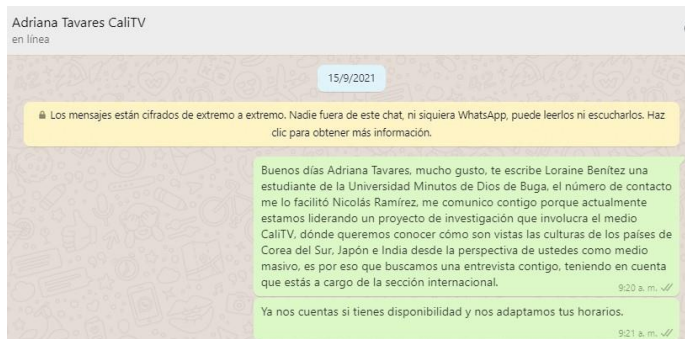 Adriana Tavares CaliTV
en línea
15/9/2021
Los mensajes están cifrados de extremo a extremo. Nadie fuera de este chat, ni siquiera WhatsApp, puede leerlos ni escucharlos. Haz
clic para obtener más información.
Buenos días Adriana Tavares, mucho gusto, te escribe Loraine Benítez una
estudiante de la Universidad Minutos de Dios de Buga, el número de contacto
me lo facilitó Nicolás Ramírez, me comunico contigo porque actualmente
estamos liderando un proyecto de investigación que involucra el medio
CaliTV, dónde queremos conocer cómo son vistas las culturas de los países de
Corea del Sur, Japón e India desde la perspectiva de ustedes como medio
masivo, es por eso que buscamos una entrevista contigo, teniendo en cuenta
que estás a cargo de la sección internacional.
9:20 a. m.
Ya nos cuentas si tienes disponibilidad y nos adaptamos tus horarios.
9:21 a. m.